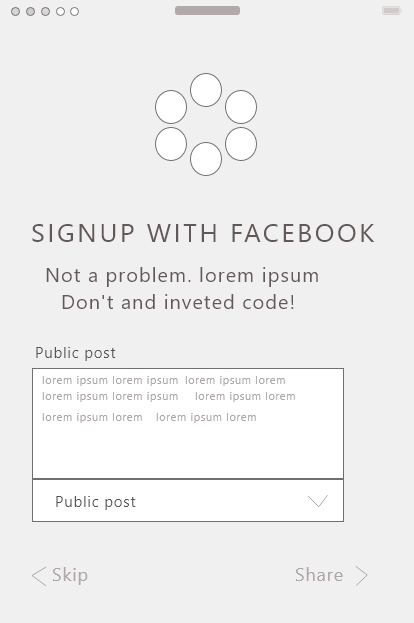 SIGNUP WITH FACEBOOK
Not a problem. lorem ipsum
Don't and inveted code!
Public post
lorem ipsum lorem ipsum lorem ipsum lorem
lorem ipsum lorem ipsum lorem ipsum lorem
lorem ipsum lorem lorem ipsum lorem
Public post
Skip Share